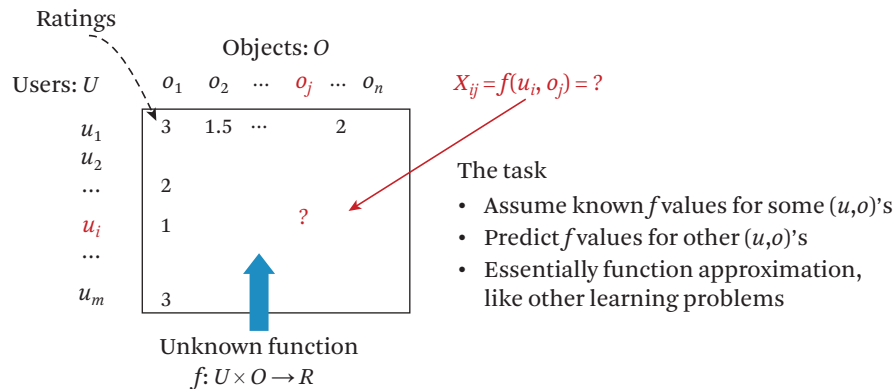 Ratings
Objects: O
Users: U o₁ o₂ ... oⱼ ... oₙ
Xᵢⱼ = f(uᵢ, oⱼ) = ?
u₁ 3 1.5 ... 2
u₂
... 2
uᵢ 1 ?
...
uₘ 3
The task
• Assume known f values for some (u,o)'s
• Predict f values for other (u,o)'s
• Essentially function approximation,
like other learning problems
Unknown function
f: U × O → R